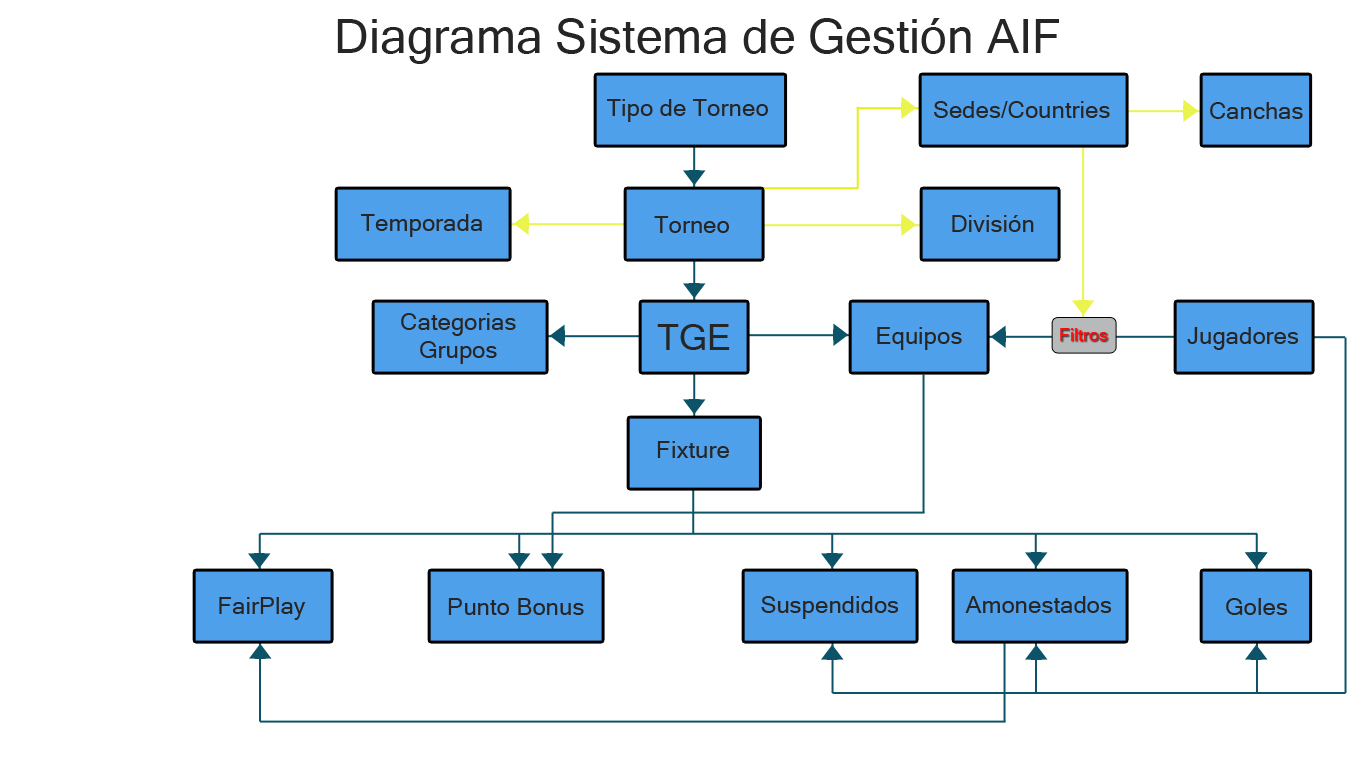 Diagrama Sistema de Gestión AIF
Tipo de Torneo
Sedes/Countries
Canchas
Temporada
Torneo
División
Categorias
Grupos
TGE
Equipos
Filtros
Jugadores
Fixture
FairPlay
Punto Bonus
Suspendidos
Amonestados
Goles